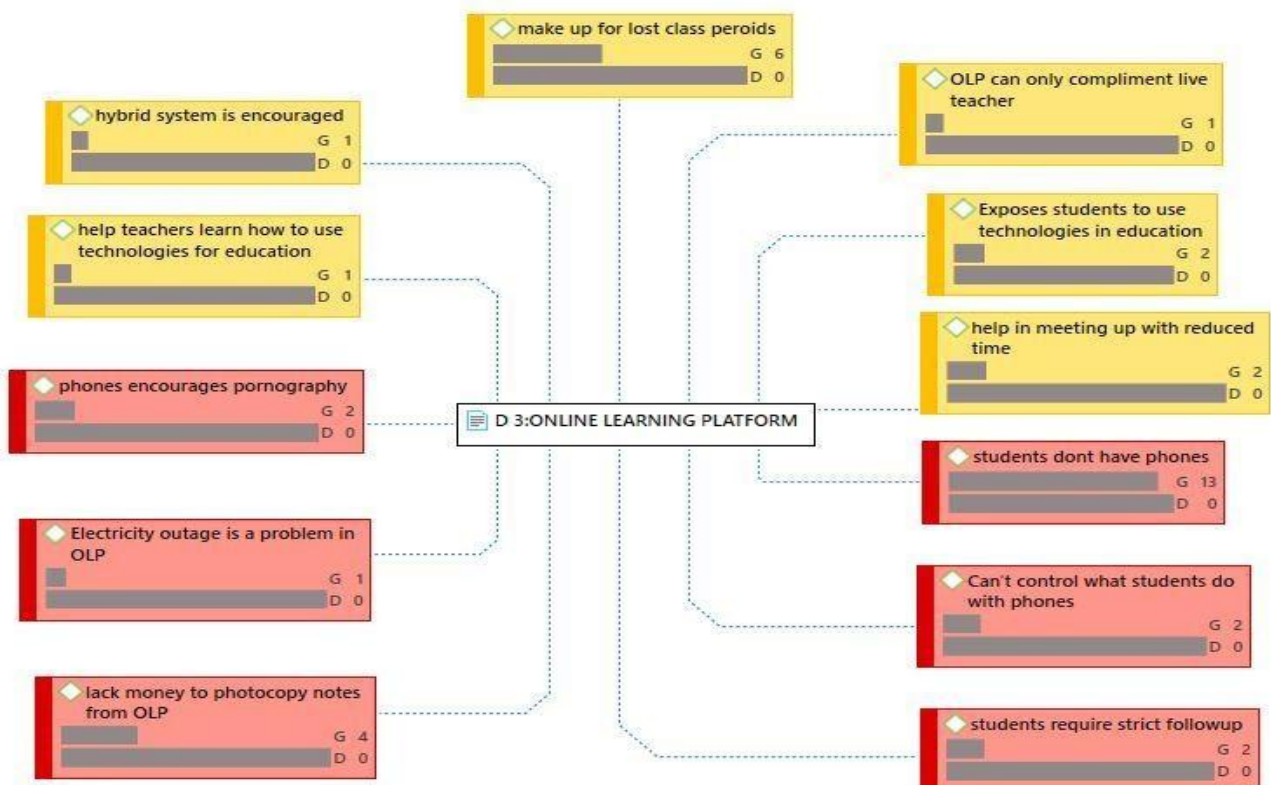 make up for lost class peroids
G 6
D 0
OLP can only compliment live
teacher
G 1
D 0
hybrid system is encouraged
G 1
D 0
Exposes students to use
technologies in education
G 2
D 0
help teachers learn how to use
technologies for education
G 1
D 0
help in meeting up with reduced
time
G 2
D 0
phones encourages pornography
G 2
D 0
D 3:ONLINE LEARNING PLATFORM
students dont have phones
G 13
D 0
Electricity outage is a problem in
OLP
G 1
D 0
Can't control what students do
with phones
G 2
D 0
lack money to photocopy notes
from OLP
G 4
D 0
students require strict followup
G 2
D 0